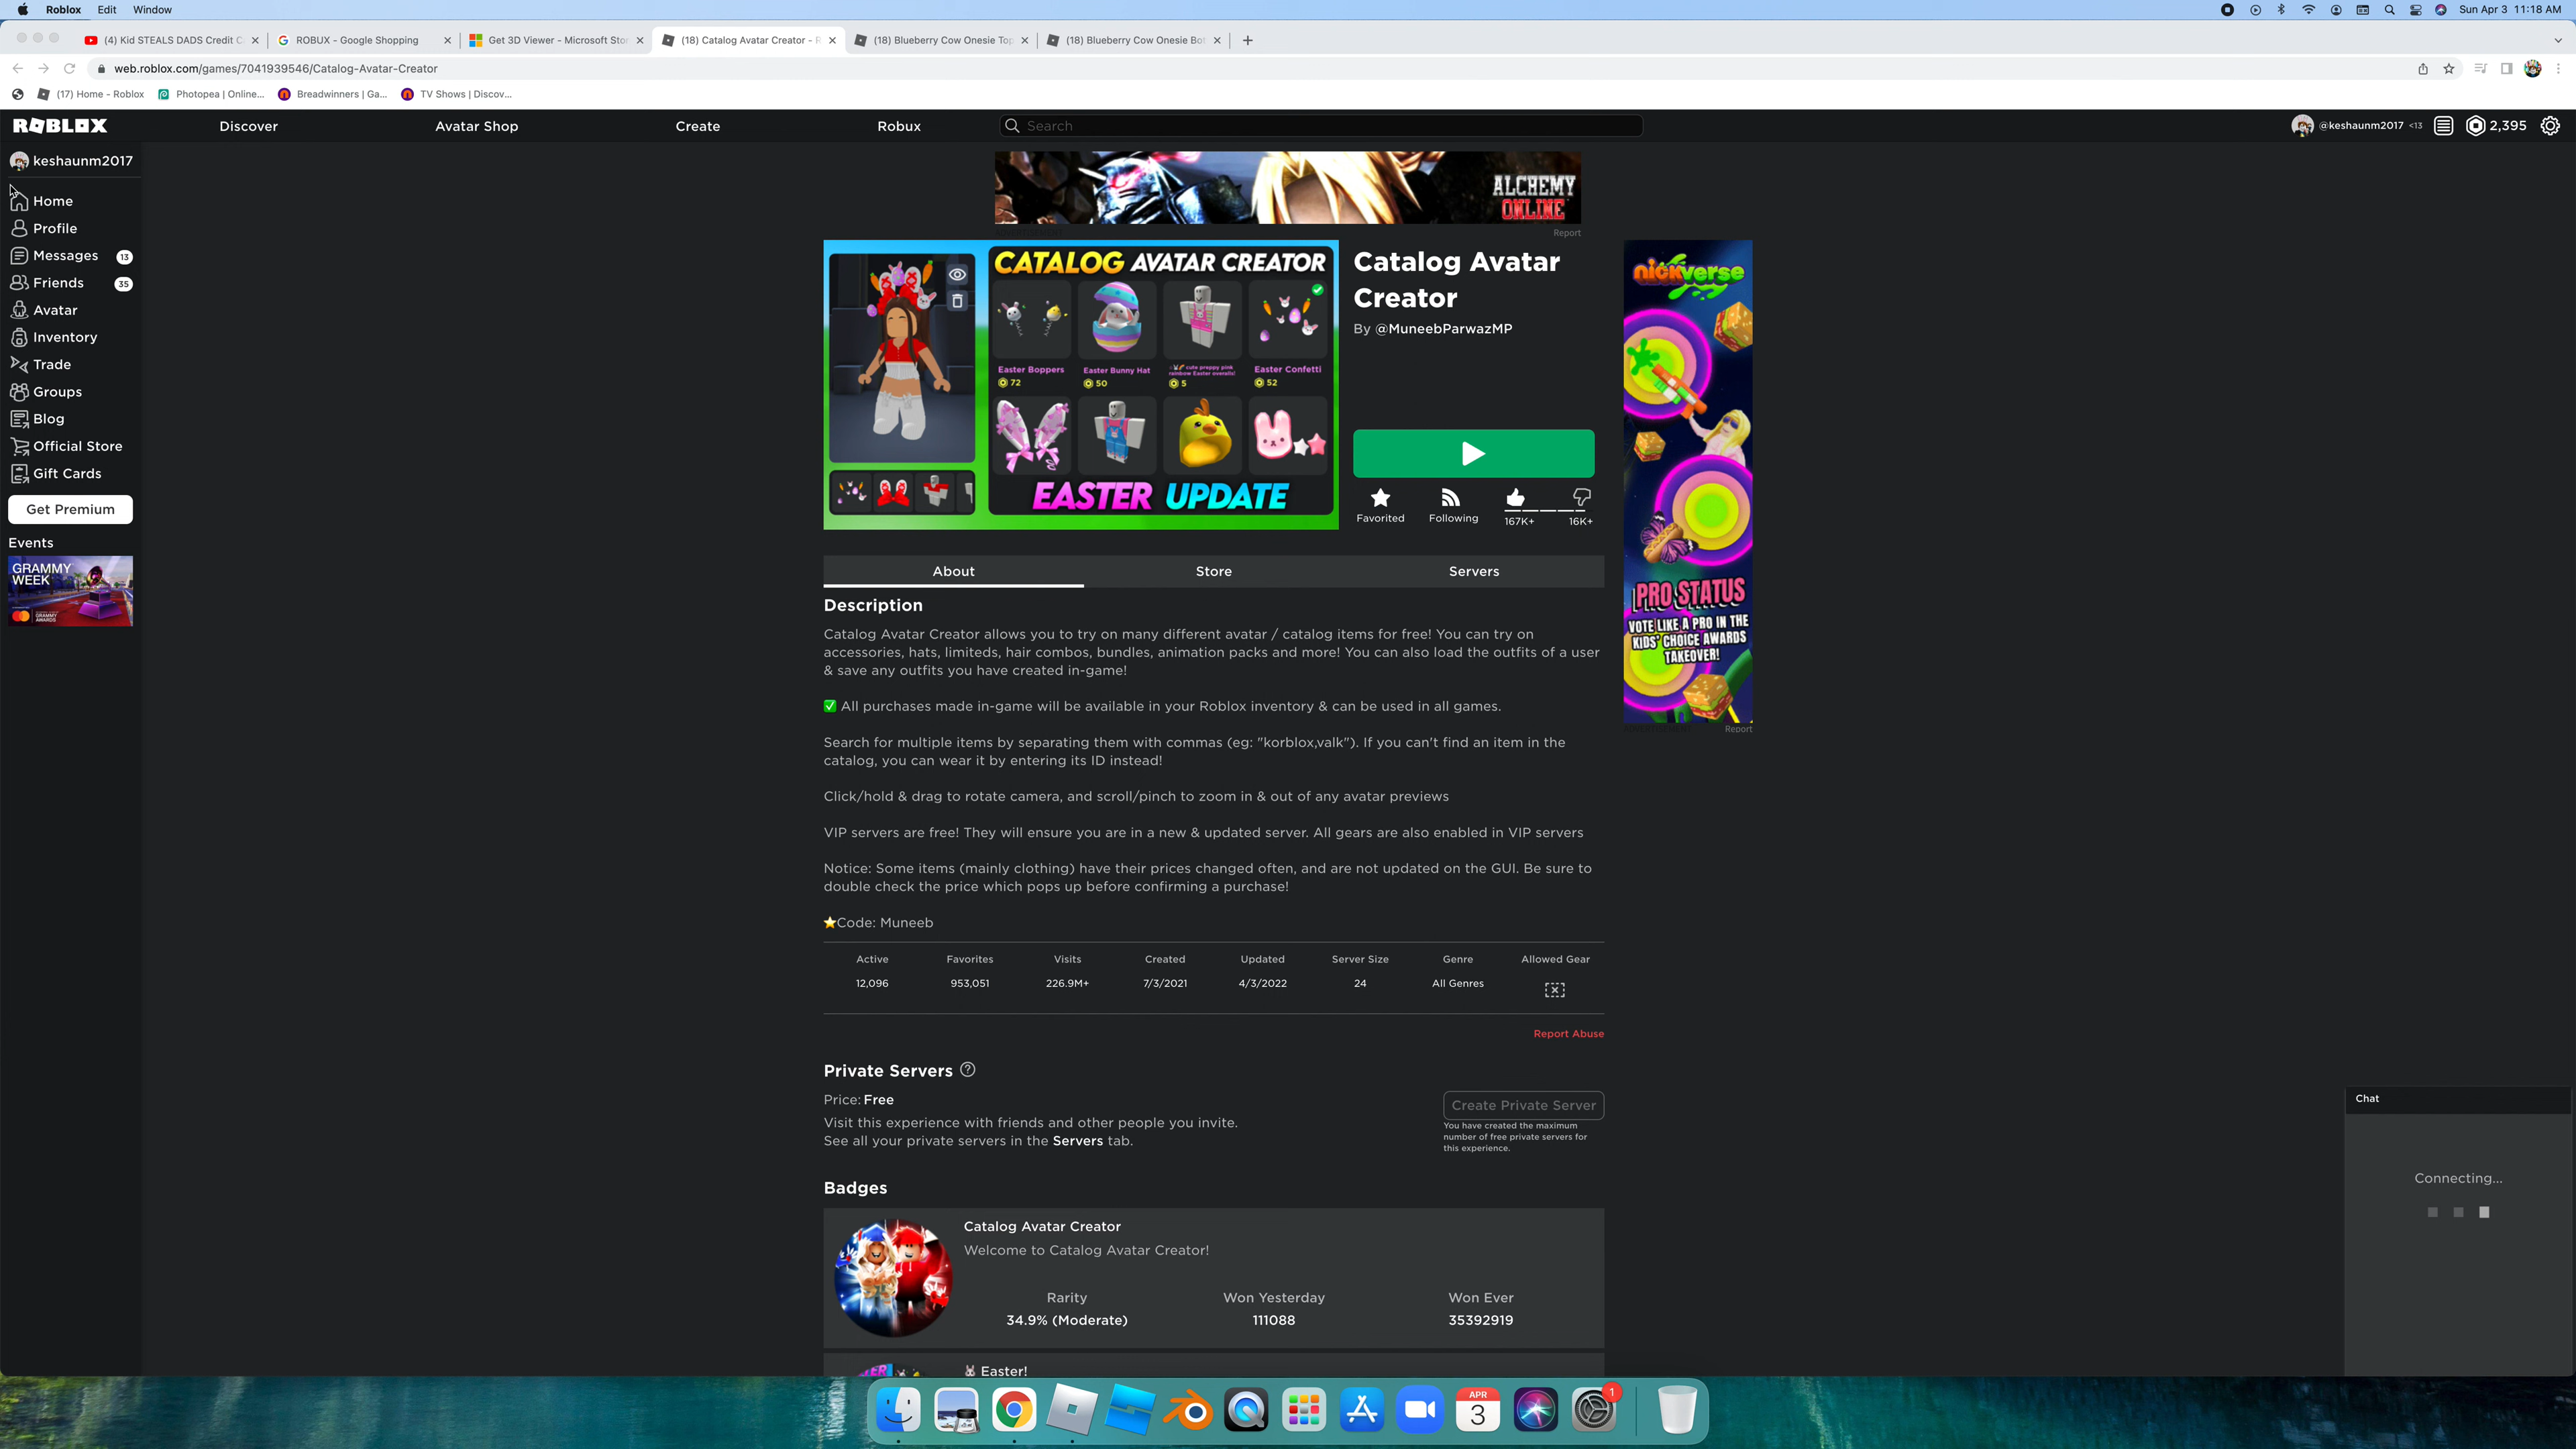 Roblox Edit Window Sun Apr 3 11:18 AM
(4) Kid STEALS DADS Credit C ROBUX - Google Shopping Get 3D Viewer - Microsoft Stor (18) Catalog Avatar Creator - R (18) Blueberry Cow Onesie Top (18) Blueberry Cow Onesie Bot
web.roblox.com/games/7041939546/Catalog-Avatar-Creator
(17) Home - Roblox Photopea | Online... Breadwinners | Ga... TV Shows | Discov...
ROBLOX Discover Avatar Shop Create Robux Search @keshaunm2017 <13 2,395
keshaunm2017
Home
Profile
Messages 13
Friends 35
Avatar
Inventory
Trade
Groups
Blog
Official Store
Gift Cards
Get Premium
Events
GRAMMY
WEEK
ALCHEMY
ONLINE
Report
CATALOG AVATAR CREATOR
Easter Boppers
72
Easter Bunny Hat
50
cute preppy pink
rainbow Easter overalls!
5
Easter Confetti
52
EASTER UPDATE
Catalog Avatar
Creator
By @MuneebParwazMP
Favorited Following 167K+ 16K+
nickverse
PRO STATUS
VOTE LIKE A PRO IN THE
KIDS' CHOICE AWARDS
TAKEOVER!
Report
About Store Servers
Description
Catalog Avatar Creator allows you to try on many different avatar / catalog items for free! You can try on
accessories, hats, limiteds, hair combos, bundles, animation packs and more! You can also load the outfits of a user
& save any outfits you have created in-game!
✅ All purchases made in-game will be available in your Roblox inventory & can be used in all games.
Search for multiple items by separating them with commas (eg: "korblox,valk"). If you can't find an item in the
catalog, you can wear it by entering its ID instead!
Click/hold & drag to rotate camera, and scroll/pinch to zoom in & out of any avatar previews
VIP servers are free! They will ensure you are in a new & updated server. All gears are also enabled in VIP servers
Notice: Some items (mainly clothing) have their prices changed often, and are not updated on the GUI. Be sure to
double check the price which pops up before confirming a purchase!
⭐Code: Muneeb
Active Favorites Visits Created Updated Server Size Genre Allowed Gear
12,096 953,051 226.9M+ 7/3/2021 4/3/2022 24 All Genres
Report Abuse
Private Servers
Price: Free
Visit this experience with friends and other people you invite.
See all your private servers in the Servers tab.
Create Private Server
You have created the maximum
number of free private servers for
this experience.
Badges
Catalog Avatar Creator
Welcome to Catalog Avatar Creator!
Rarity Won Yesterday Won Ever
34.9% (Moderate) 111088 35392919
🐰 Easter!
Chat
Connecting...
APR
3
1